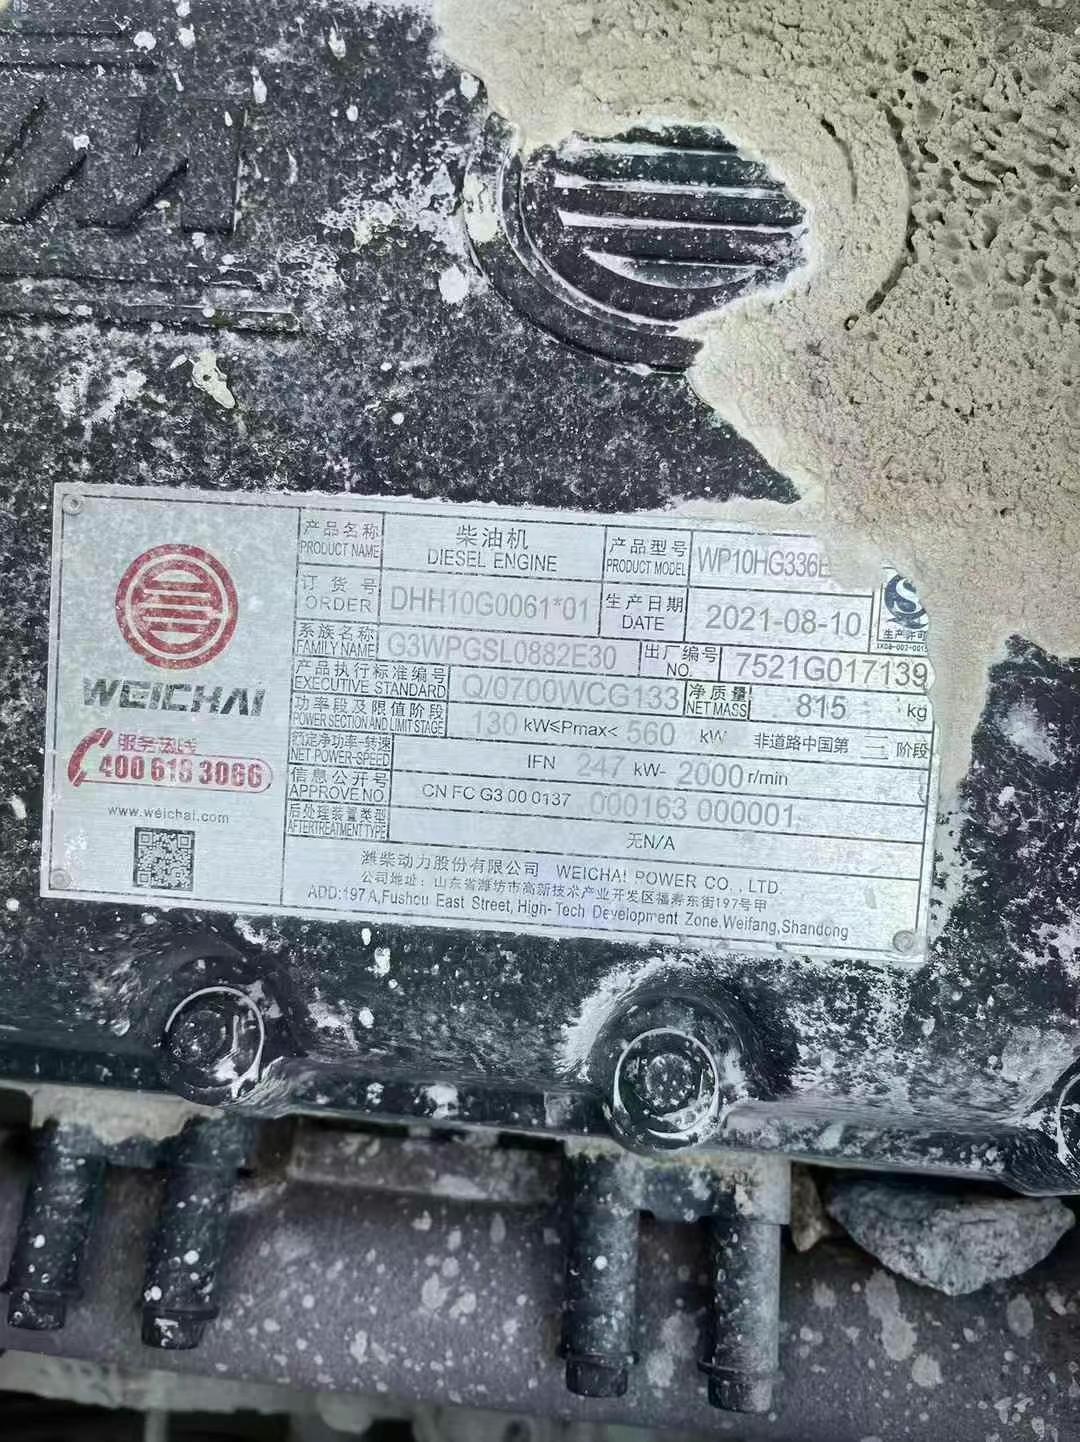 产品名称 柴油机 产品型号 WP10HG336E
PRODUCT NAME DIESEL ENGINE PRODUCT MODEL
订货号 DHH10G0061*01 生产日期 2021-08-10
ORDER DATE
生产许可
系族名称 G3WPGSL0882E30 出厂编号 7521G017139
FAMILY NAME NO.
产品执行标准编号 Q/0700WCG133 净质量 815 kg
EXECUTIVE STANDARD NET MASS
功率段及限值阶段 130 kW≤Pmax< 560 kW 非道路中国第 三 阶段
POWER SECTION AND LIMIT STAGE
额定净功率-转速 IFN 247 kW- 2000 r/min
NET POWER-SPEED
信息公开号 CN FC G3 00 0137 000163 000001
APPROVE NO.
后处理装置类型 无N/A
AFTERTREATMENT TYPE
WEICHAI
服务热线
400 618 3066
www.weichai.com
潍柴动力股份有限公司 WEICHAI POWER CO., LTD.
公司地址：山东省潍坊市高新技术产业开发区福寿东街197号甲
ADD:197 A,Fushou East Street, High-Tech Development Zone,Weifang,Shandong